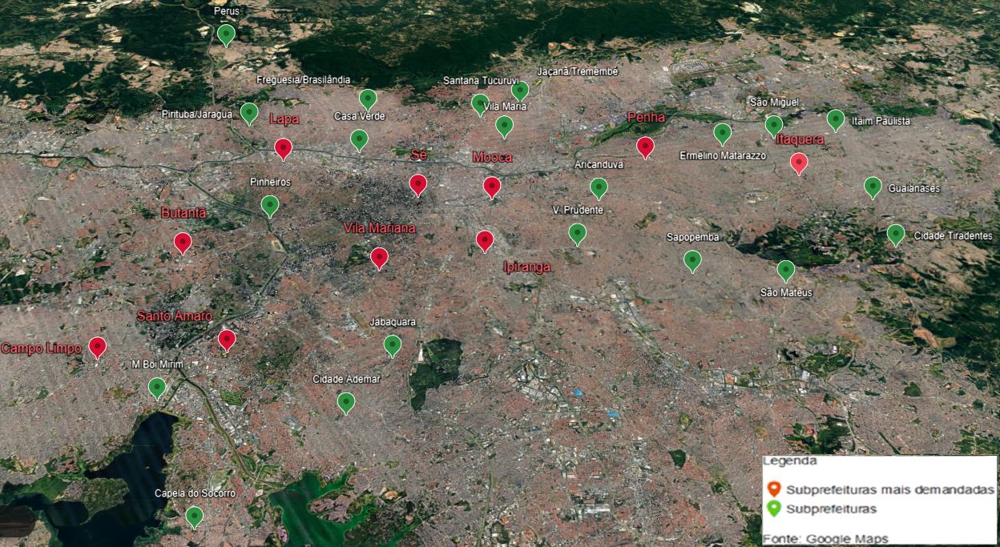 Perus
Jaçanã/Tremembé
Freguesia/Brasilândia
Santana Tucuruvi
São Miguel
Vila Maria
Pirituba/Jaraguá
Lapa
Casa Verde
Penha
Itaim Paulista
Itaquera
Ermelino Matarazzo
Sé
Mooca
Aricanduva
Pinheiros
Guaianases
V. Prudente
Butantã
Vila Mariana
Sapopemba
Cidade Tiradentes
Ipiranga
São Mateus
Santo Amaro
Jabaquara
Campo Limpo
M Boi Mirim
Cidade Ademar
Capela do Socorro
Legenda
Subprefeituras mais demandadas
Subprefeituras
Fonte: Google Maps